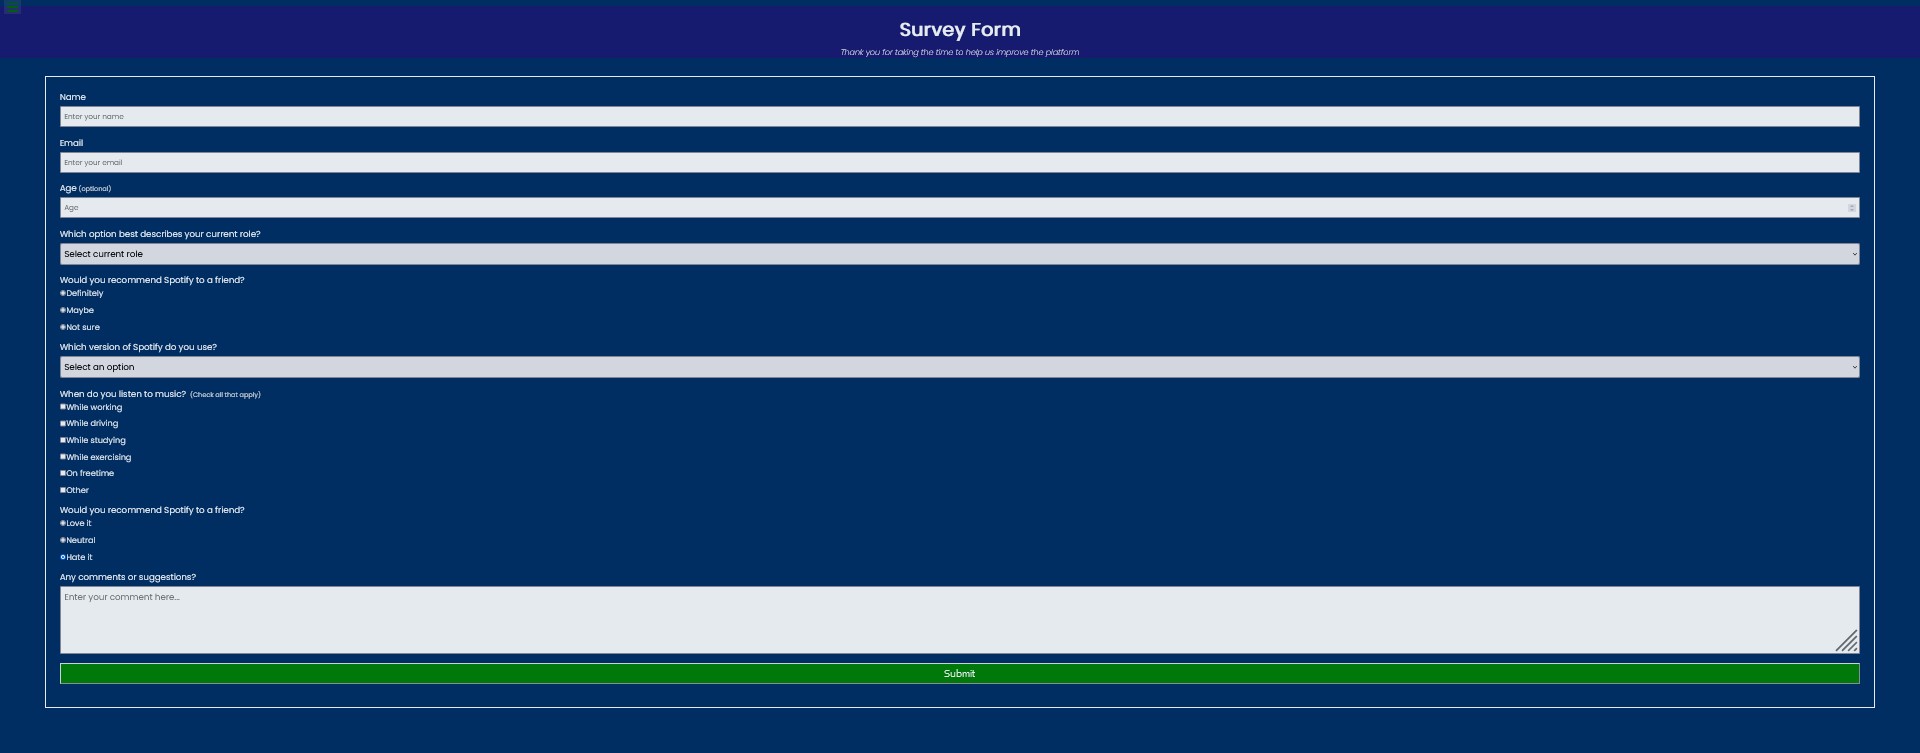 Survey Form
Thank you for taking the time to help us improve the platform
Name
Enter your name
Email
Enter your email
Age (optional)
Age
Which option best describes your current role?
Select current role
Would you recommend Spotify to a friend?
Definitely
Maybe
Not sure
Which version of Spotify do you use?
Select an option
When do you listen to music? (Check all that apply)
While working
While driving
While studying
While exercising
On freetime
Other
Would you recommend Spotify to a friend?
Love it
Neutral
Hate it
Any comments or suggestions?
Enter your comment here...
Submit